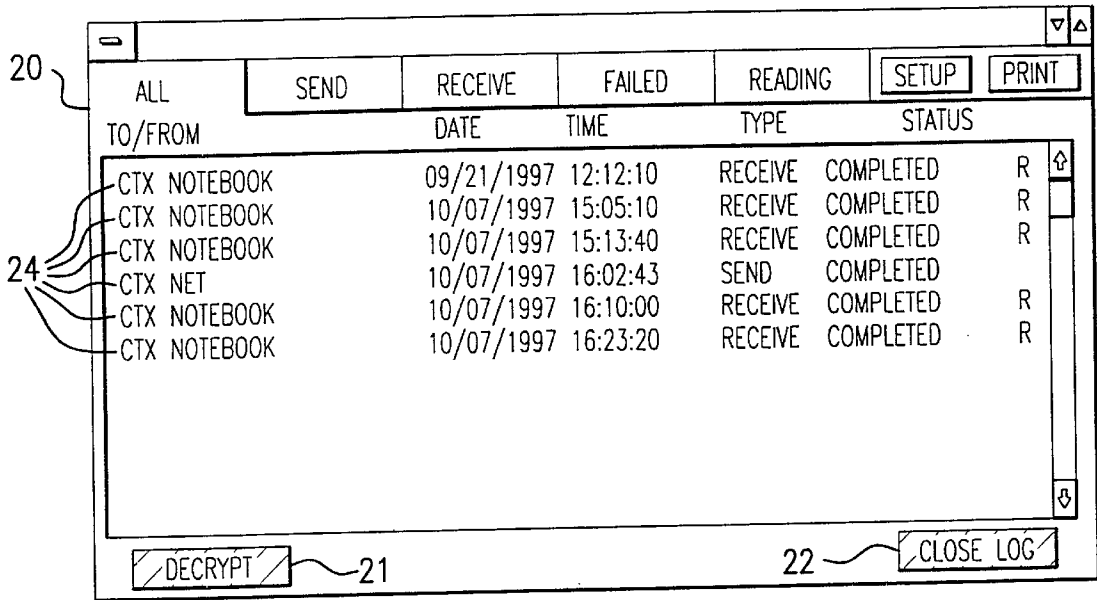 20
ALL SEND RECEIVE FAILED READING SETUP PRINT
TO/FROM DATE TIME TYPE STATUS
CTX NOTEBOOK 09/21/1997 12:12:10 RECEIVE COMPLETED R
CTX NOTEBOOK 10/07/1997 15:05:10 RECEIVE COMPLETED R
CTX NOTEBOOK 10/07/1997 15:13:40 RECEIVE COMPLETED R
24 CTX NET 10/07/1997 16:02:43 SEND COMPLETED
CTX NOTEBOOK 10/07/1997 16:10:00 RECEIVE COMPLETED R
CTX NOTEBOOK 10/07/1997 16:23:20 RECEIVE COMPLETED R
DECRYPT 21 22 CLOSE LOG